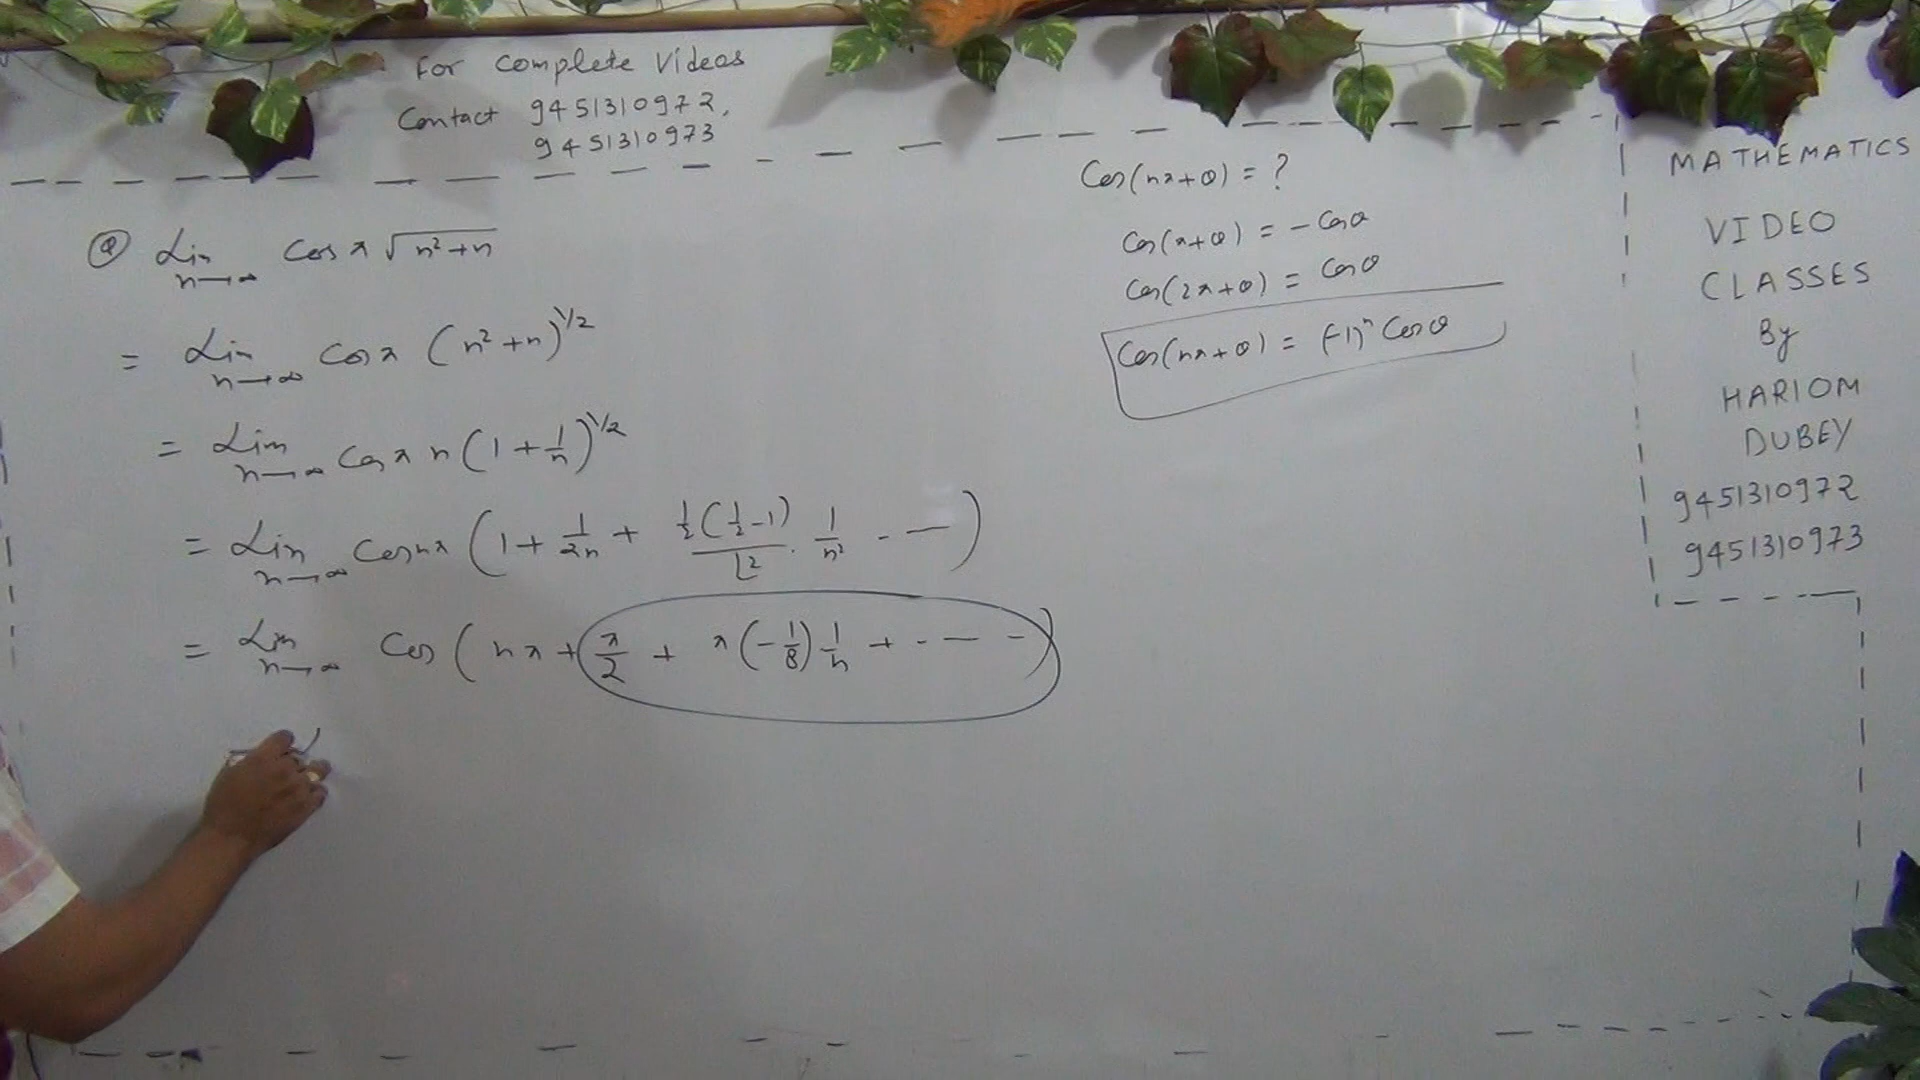 For Complete Videos
Contact 9451310972,
9451310973
Q Lim n→∞ Cos π √(n²+n)
= Lim n→∞ Cos π (n²+n)^1/2
= Lim n→∞ Cos π n (1 + 1/n)^1/2
= Lim n→∞ Cos nπ (1 + 1/2n + (1/2(1/2-1))/⌊2 · 1/n² - -- )
= Lim n→∞ Cos (nπ + π/2 + π(-1/8) 1/n + - -- -)
Cos(nπ+θ) = ?
Cos(π+θ) = - Cosθ
Cos(2π+θ) = Cosθ
Cos(nπ+θ) = (-1)ⁿ Cosθ
MATHEMATICS
VIDEO
CLASSES
By
HARIOM
DUBEY
9451310972
9451310973